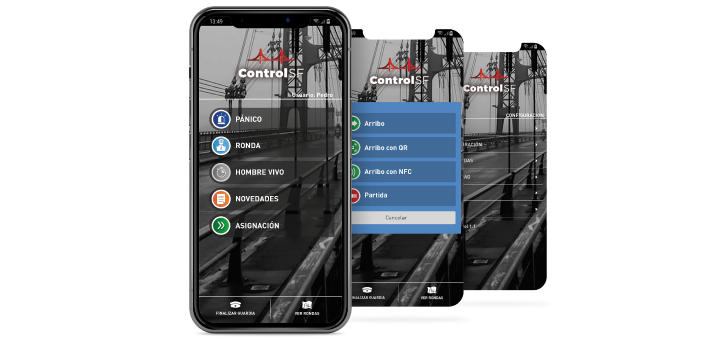 13:49
ControlSF
Usuario: Pedro
PÁNICO
RONDA
HOMBRE VIVO
NOVEDADES
ASIGNACIÓN
FINALIZAR GUARDIA
VER RONDAS
ControlSF
Arribo
Arribo con QR
Arribo con NFC
Partida
Cancelar
FINALIZAR GUARDIA
VER RONDAS
ControlSF
CONFIGURACIÓN